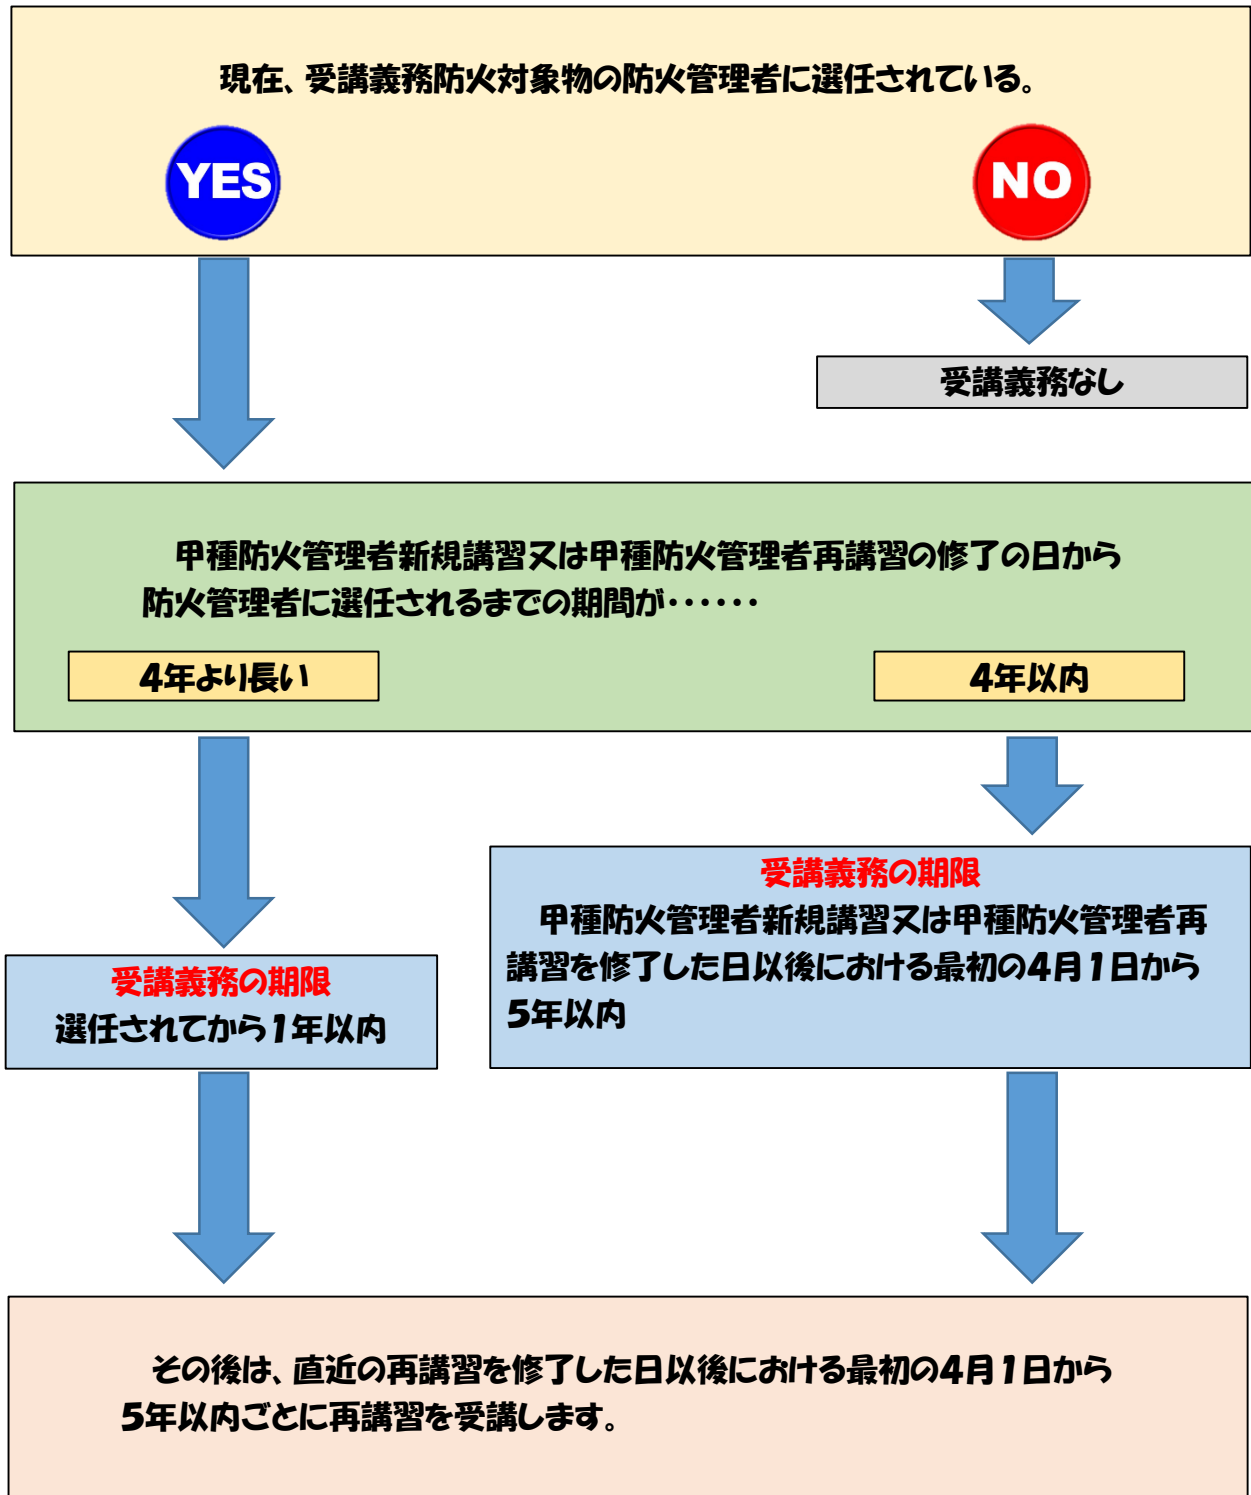 現在、受講義務防火対象物の防火管理者に選任されている。
YES
NO
受講義務なし
甲種防火管理者新規講習又は甲種防火管理者再講習の修了の日から
防火管理者に選任されるまでの期間が・・・・・・
4年より長い
4年以内
受講義務の期限
甲種防火管理者新規講習又は甲種防火管理者再
講習を修了した日以後における最初の4月1日から
5年以内
受講義務の期限
選任されてから1年以内
その後は、直近の再講習を修了した日以後における最初の4月1日から
5年以内ごとに再講習を受講します。